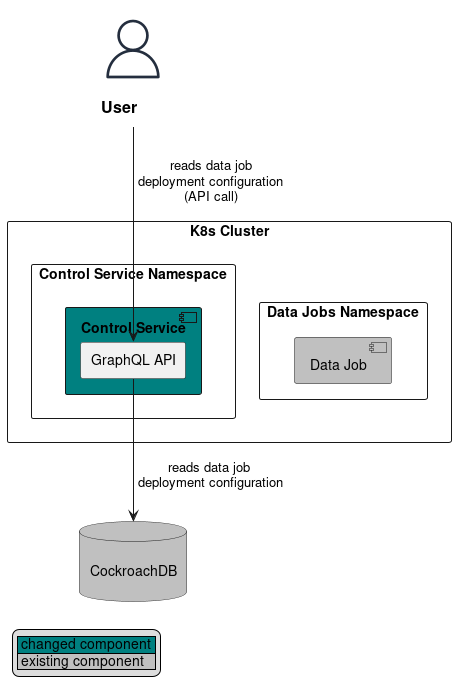 User
reads data job
deployment configuration
(API call)
K8s Cluster
Control Service Namespace
Data Jobs Namespace
Control Service
GraphQL API
Data Job
reads data job
deployment configuration
CockroachDB
changed component
existing component